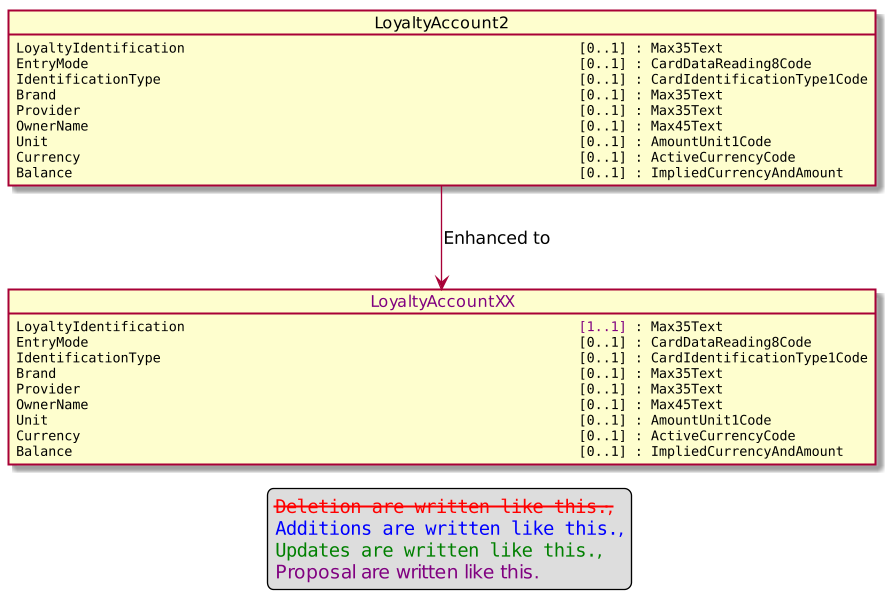 LoyaltyAccount2
LoyaltyIdentification [0..1] : Max35Text
EntryMode [0..1] : CardDataReading8Code
IdentificationType [0..1] : CardIdentificationType1Code
Brand [0..1] : Max35Text
Provider [0..1] : Max35Text
OwnerName [0..1] : Max45Text
Unit [0..1] : AmountUnit1Code
Currency [0..1] : ActiveCurrencyCode
Balance [0..1] : ImpliedCurrencyAndAmount
Enhanced to
LoyaltyAccountXX
LoyaltyIdentification [1..1] : Max35Text
EntryMode [0..1] : CardDataReading8Code
IdentificationType [0..1] : CardIdentificationType1Code
Brand [0..1] : Max35Text
Provider [0..1] : Max35Text
OwnerName [0..1] : Max45Text
Unit [0..1] : AmountUnit1Code
Currency [0..1] : ActiveCurrencyCode
Balance [0..1] : ImpliedCurrencyAndAmount
Deletion are written like this.,
Additions are written like this.,
Updates are written like this.,
Proposal are written like this.